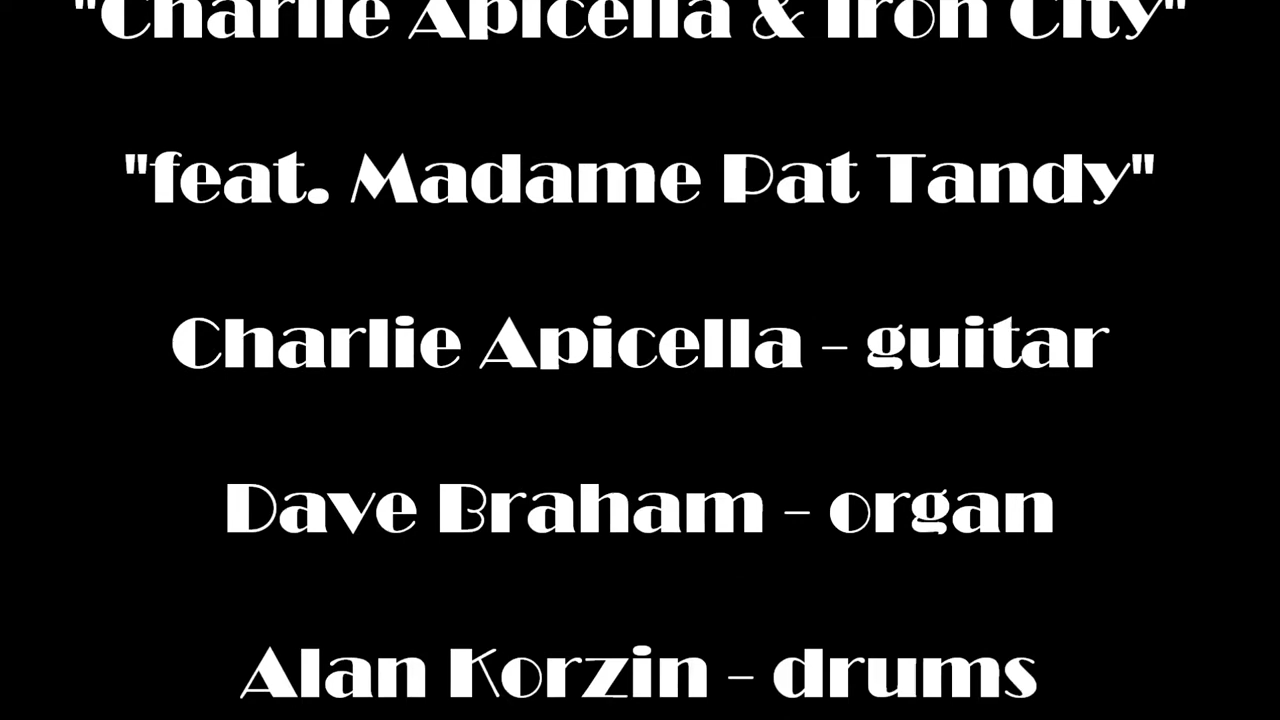 "Charlie Apicella & Iron City"
"feat. Madame Pat Tandy"
Charlie Apicella - guitar
Dave Braham - organ
Alan Korzin - drums